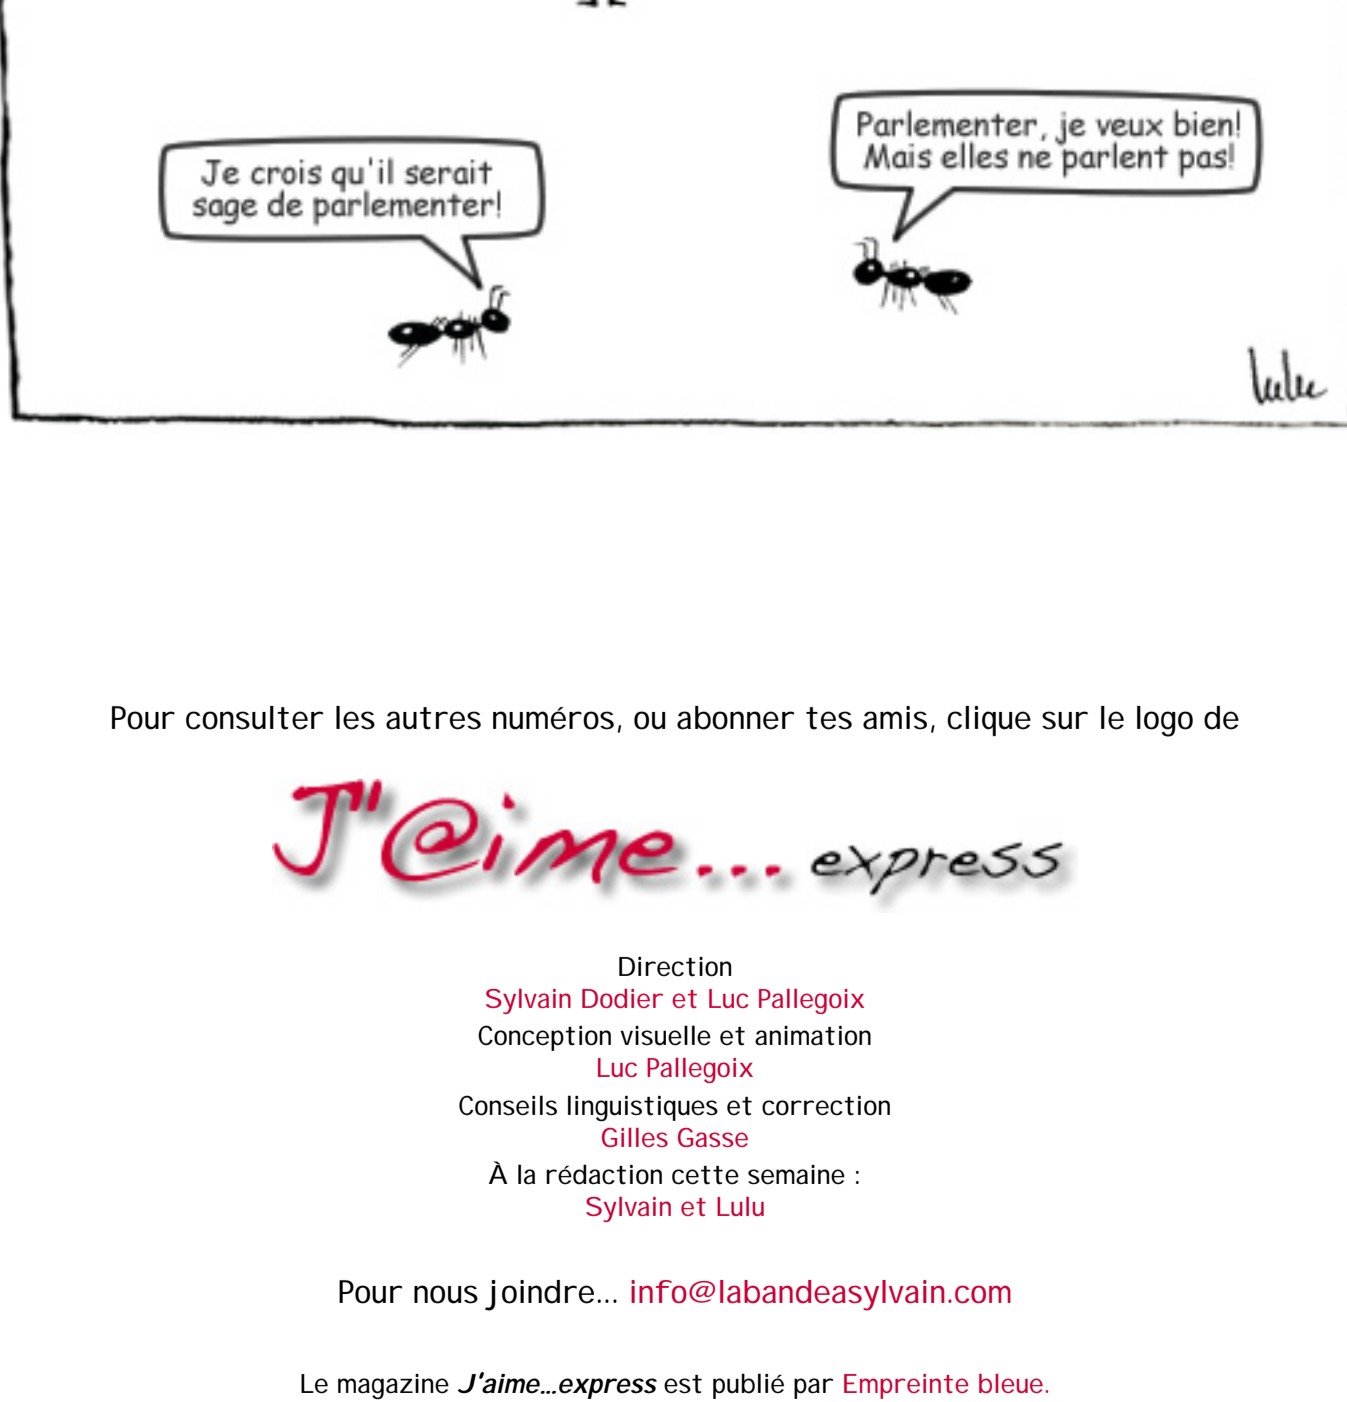 Je crois qu'il serait
sage de parlementer!
Parlementer, je veux bien!
Mais elles ne parlent pas!
Lulu
Pour consulter les autres numéros, ou abonner tes amis, clique sur le logo de
J"@ime... express
Direction
Sylvain Dodier et Luc Pallegoix
Conception visuelle et animation
Luc Pallegoix
Conseils linguistiques et correction
Gilles Gasse
À la rédaction cette semaine :
Sylvain et Lulu
Pour nous joindre... info@labandeasylvain.com
Le magazine J'aime...express est publié par Empreinte bleue.